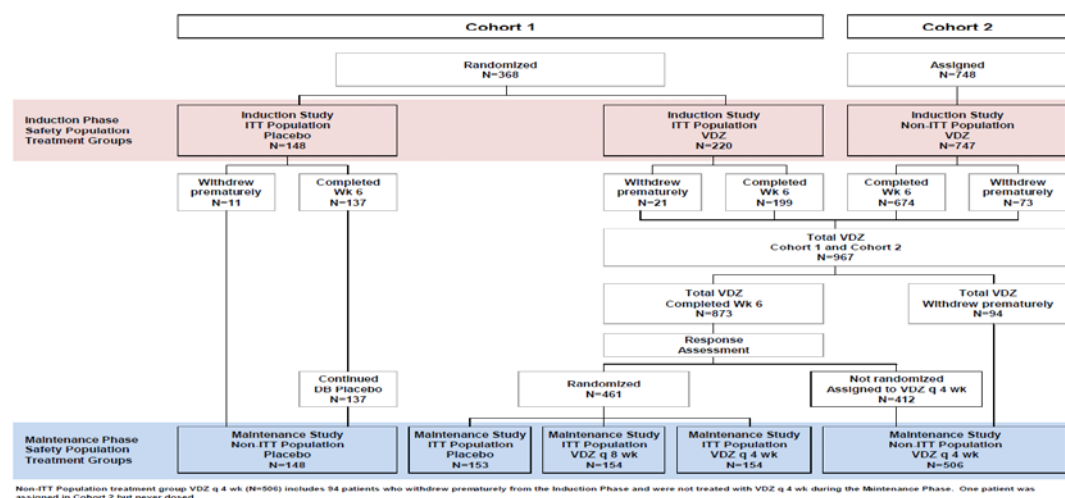 Cohort 1
Cohort 2
Randomized
N=368
Assigned
N=748
Induction Phase
Safety Population
Treatment Groups
Induction Study
ITT Population
Placebo
N=148
Induction Study
ITT Population
VDZ
N=220
Induction Study
Non-ITT Population
VDZ
N=747
Withdrew
prematurely
N=11
Completed
Wk 6
N=137
Withdrew
prematurely
N=21
Completed
Wk 6
N=199
Completed
Wk 6
N=674
Withdrew
prematurely
N=73
Total VDZ
Cohort 1 and Cohort 2
N=967
Total VDZ
Completed Wk 6
N=873
Total VDZ
Withdrew prematurely
N=94
Response
Assessment
Continued
DB Placebo
N=137
Randomized
N=461
Not randomized
Assigned to VDZ q 4 wk
N=412
Maintenance Phase
Safety Population
Treatment Groups
Maintenance Study
Non-ITT Population
Placebo
N=148
Maintenance Study
ITT Population
Placebo
N=153
Maintenance Study
ITT Population
VDZ q 8 wk
N=154
Maintenance Study
ITT Population
VDZ q 4 wk
N=154
Maintenance Study
Non-ITT Population
VDZ q 4 wk
N=506
Non-ITT Population treatment group VDZ q 4 wk (N=506) includes 94 patients who withdrew prematurely from the Induction Phase and were not treated with VDZ q 4 wk during the Maintenance Phase. One patient was
assigned in Cohort 2 but never dosed